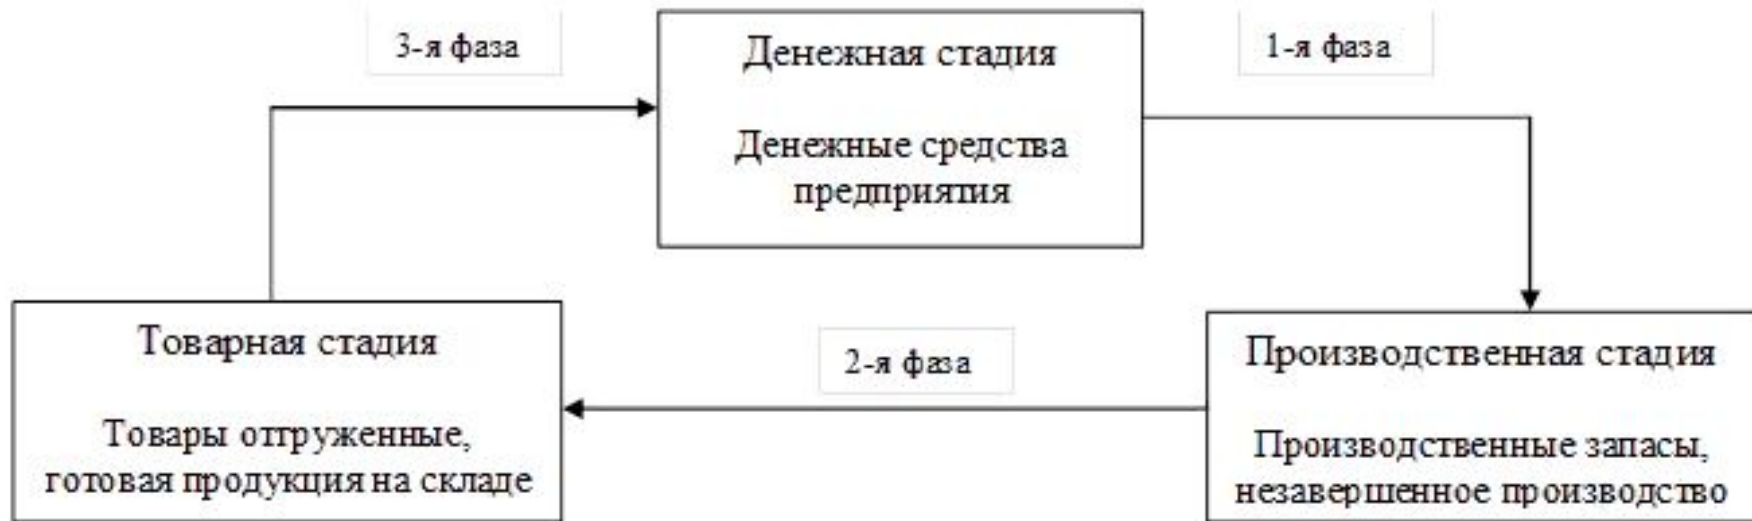 3-я фаза
Денежная стадия
Денежные средства
предприятия
1-я фаза
Товарная стадия
Товары отгруженные,
готовая продукция на складе
2-я фаза
Производственная стадия
Производственные запасы,
незавершенное производство